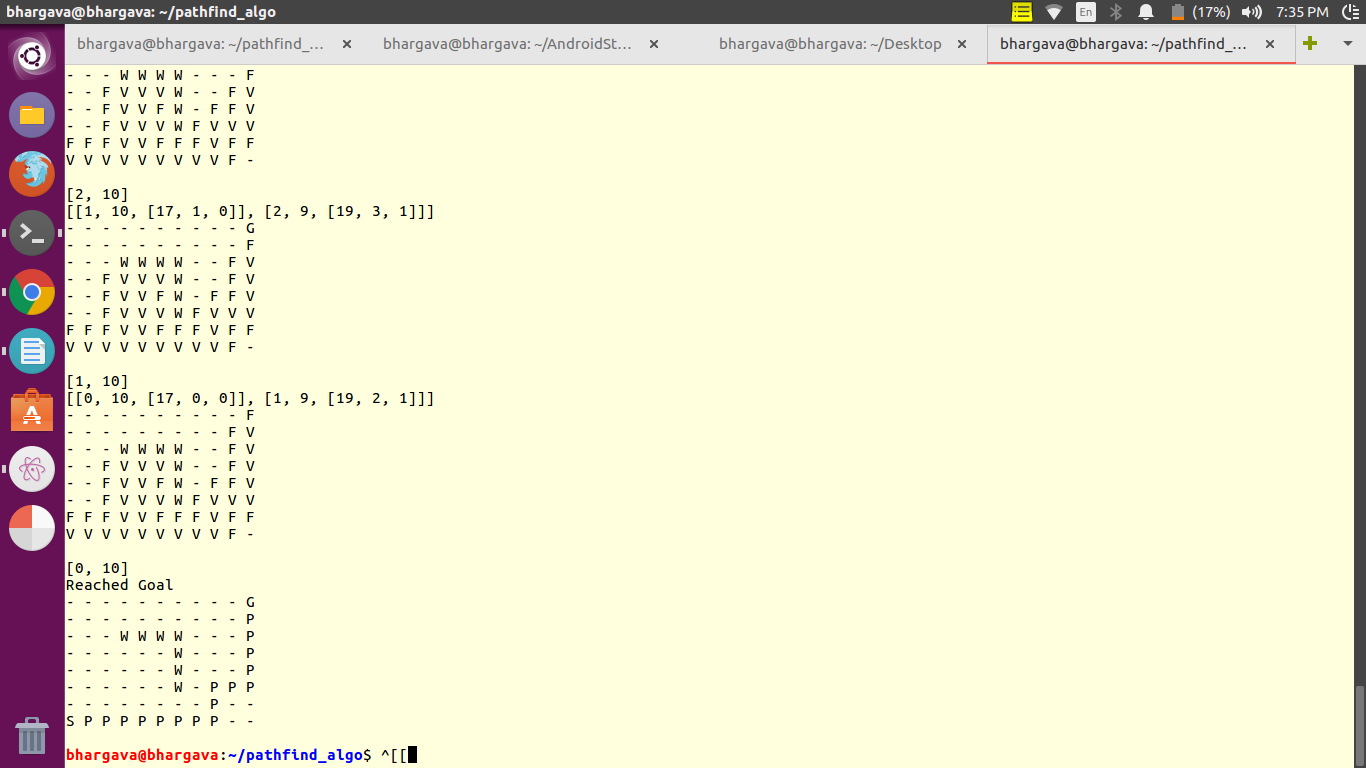 bhargava@bhargava: ~/pathfind_algo
En
(17%)
7:35 PM
bhargava@bhargava: ~/pathfind_... ×
bhargava@bhargava: ~/AndroidSt... ×
bhargava@bhargava: ~/Desktop ×
bhargava@bhargava: ~/pathfind_... ×
- - - W W W W - - - F
- - F V V V W - - F V
- - F V V F W - F F V
- - F V V V W F V V V
F F F V V F F F V F F
V V V V V V V V V F -
[2, 10]
[[1, 10, [17, 1, 0]], [2, 9, [19, 3, 1]]]
- - - - - - - - - - G
- - - - - - - - - - F
- - - W W W W - - F V
- - F V V V W - - F V
- - F V V F W - F F V
- - F V V V W F V V V
F F F V V F F F V F F
V V V V V V V V V F -
[1, 10]
[[0, 10, [17, 0, 0]], [1, 9, [19, 2, 1]]]
- - - - - - - - - - F
- - - - - - - - - F V
- - - W W W W - - F V
- - F V V V W - - F V
- - F V V F W - F F V
- - F V V V W F V V V
F F F V V F F F V F F
V V V V V V V V V F -
[0, 10]
Reached Goal
- - - - - - - - - - G
- - - - - - - - - - P
- - - W W W W - - - P
- - - - - - W - - - P
- - - - - - W - - - P
- - - - - - W - P P P
- - - - - - - - P - -
S P P P P P P P P - -
bhargava@bhargava:~/pathfind_algo$ ^[[